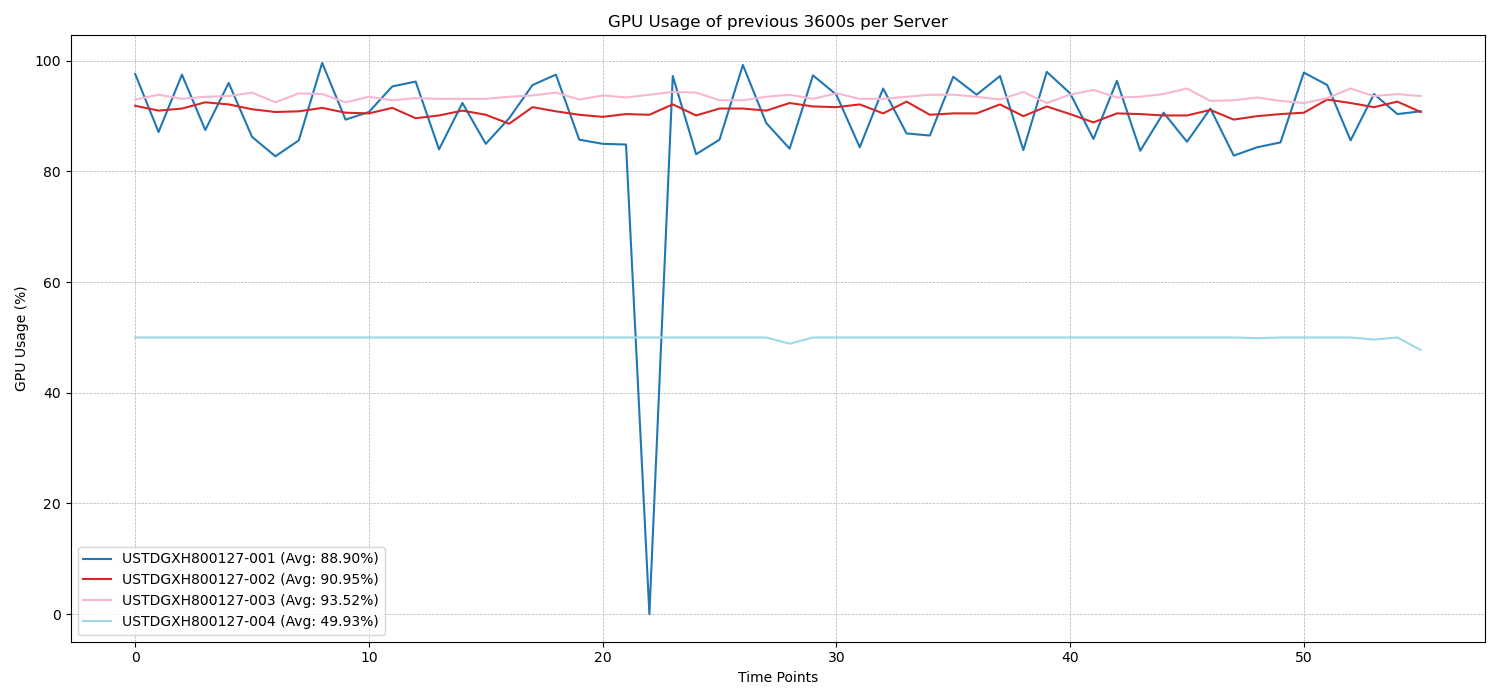 GPU Usage of previous 3600s per Server
GPU Usage (%)
100
80
60
40
20
0
USTDGXH800127-001 (Avg: 88.90%)
USTDGXH800127-002 (Avg: 90.95%)
USTDGXH800127-003 (Avg: 93.52%)
USTDGXH800127-004 (Avg: 49.93%)
0 10 20 30 40 50
Time Points